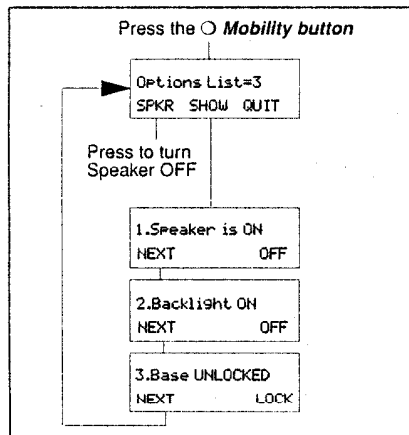 Press the ○ Mobility button
Options List=3
SPKR SHOW QUIT
Press to turn
Speaker OFF
1.Speaker is ON
NEXT OFF
2.Backlight ON
NEXT OFF
3.Base UNLOCKED
NEXT LOCK